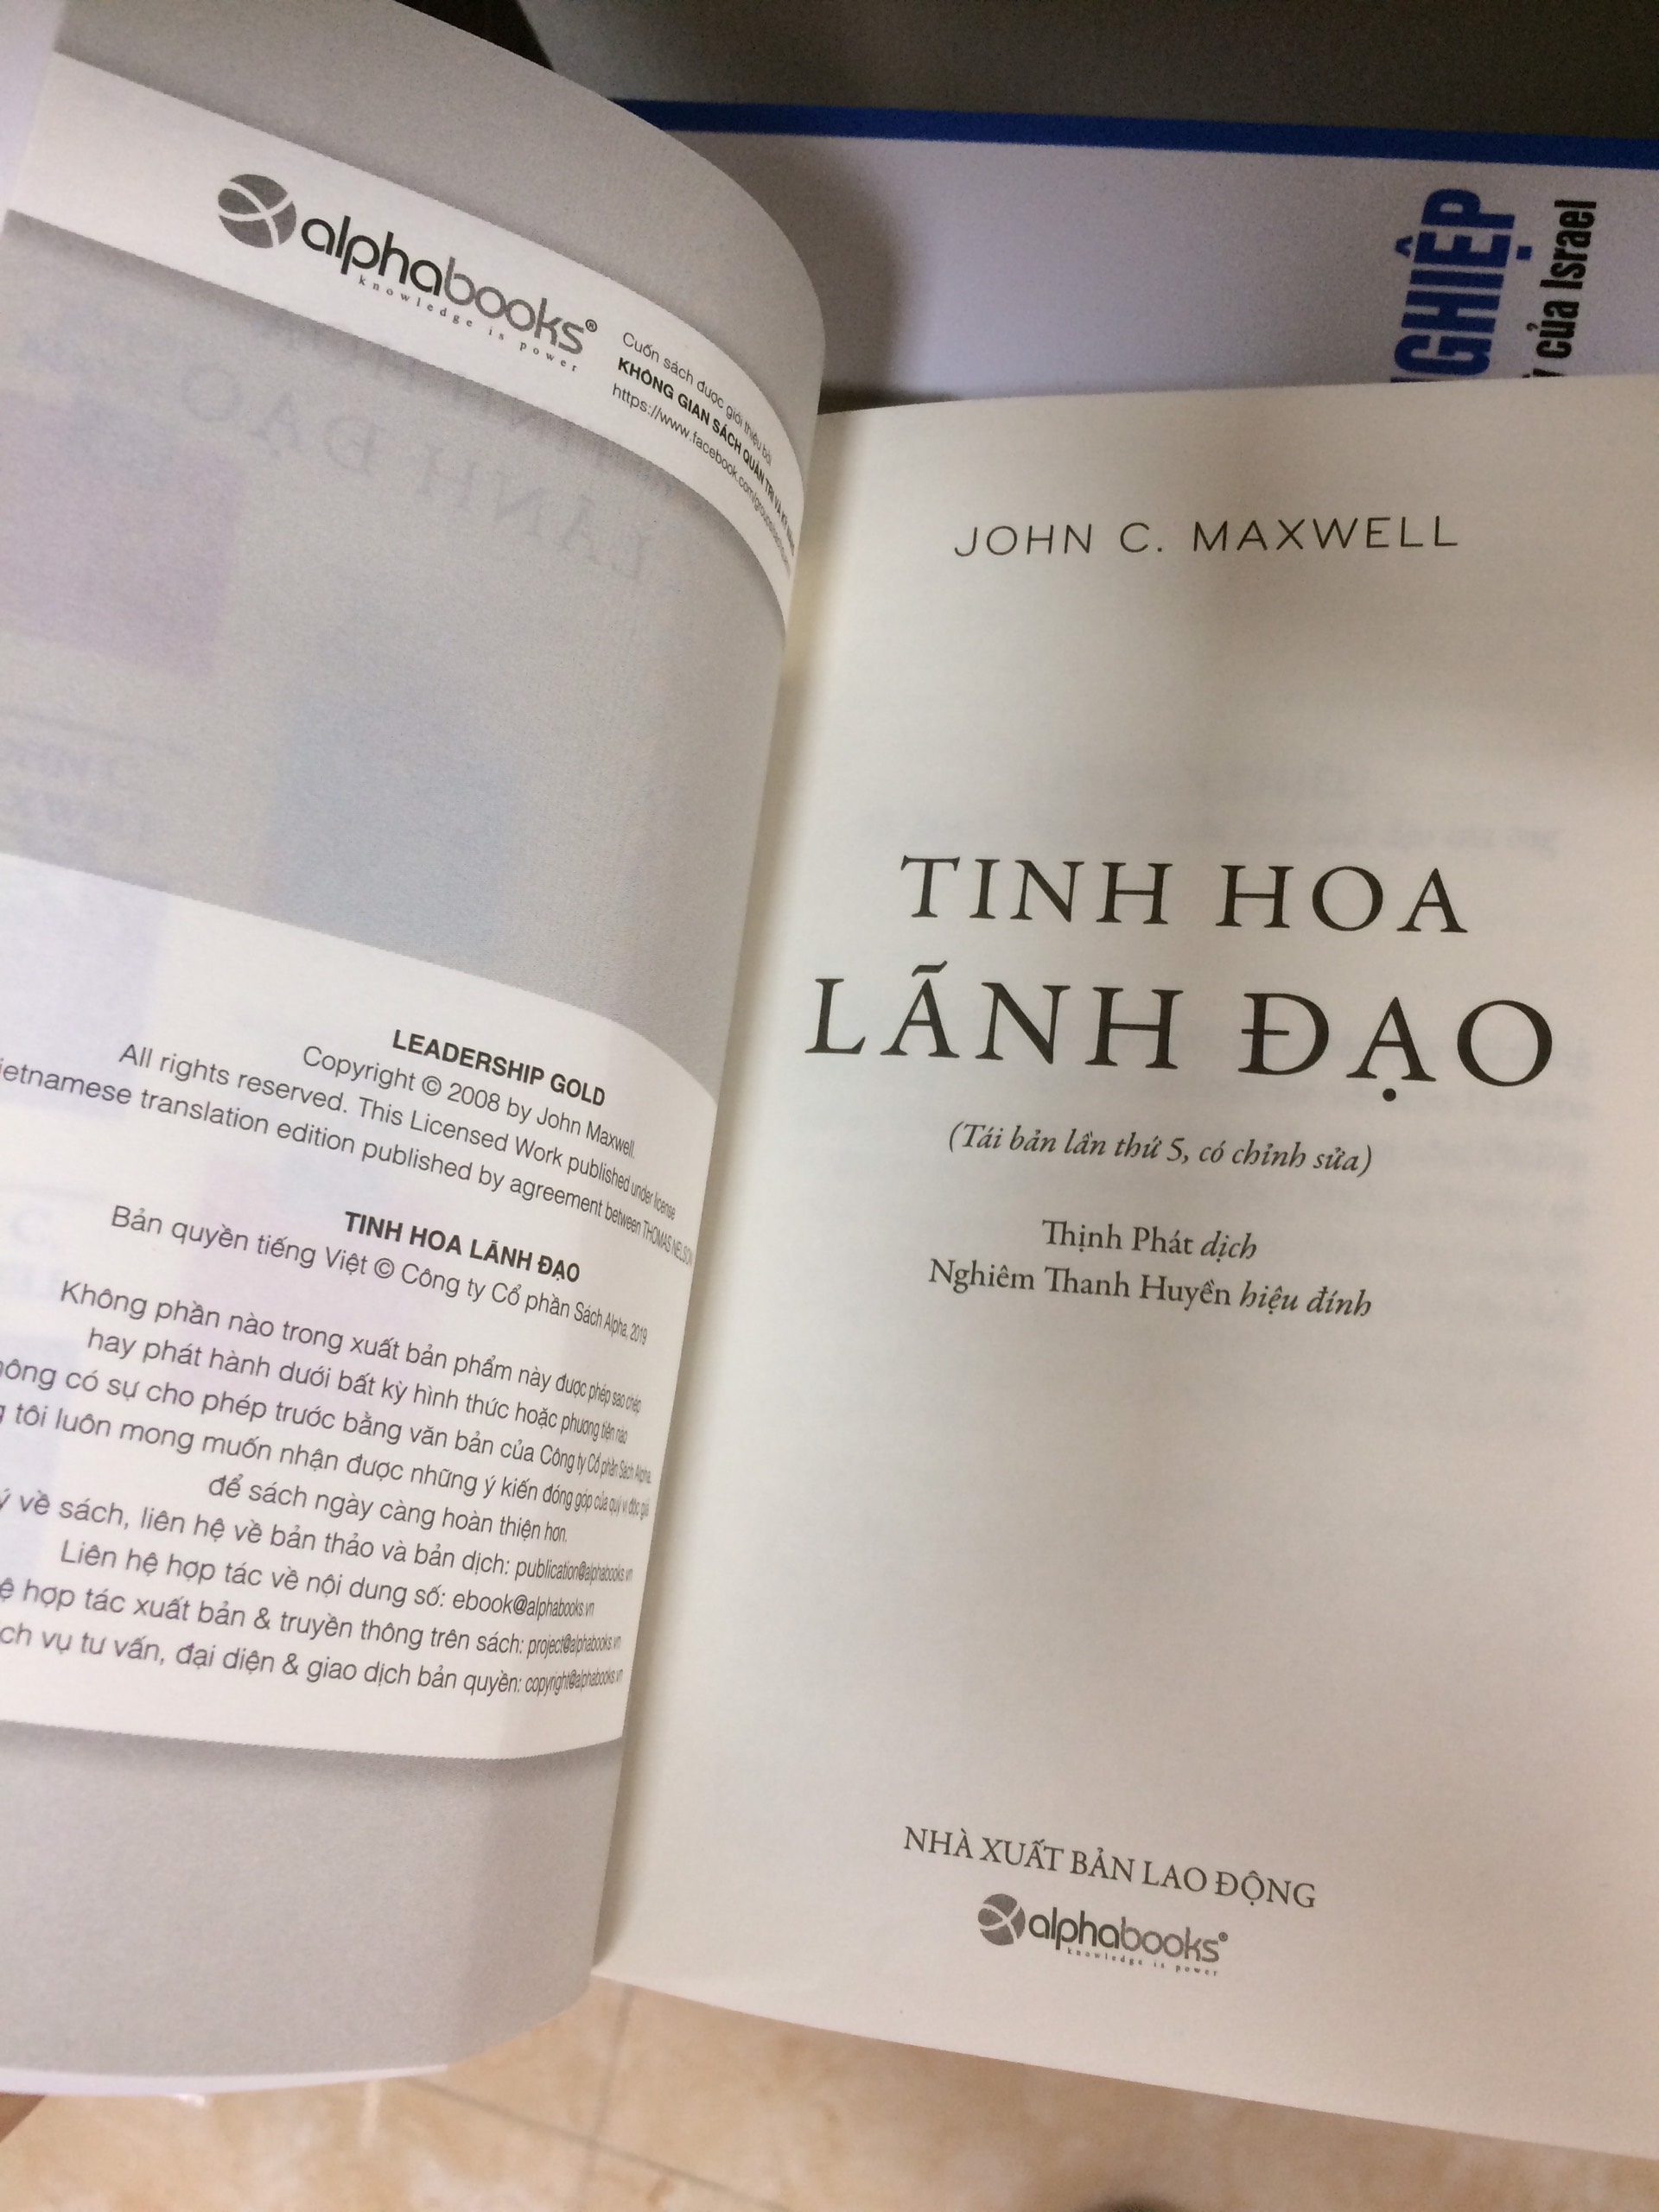 alphabooks®
knowledge is power
Cuốn sách được giới thiệu bởi
KHÔNG GIAN SÁCH QUẢN TRỊ VÀ KỸ NĂNG
LEADERSHIP GOLD
Copyright © 2008 by John Maxwell.
All rights reserved. This Licensed Work published under license
translation edition published by agreement between THOMAS NELSON
TINH HOA LÃNH ĐẠO
Bản quyền tiếng Việt © Công ty Cổ phần Sách Alpha, 2019
Không phần nào trong xuất bản phẩm này được phép sao chép
hay phát hành dưới bất kỳ hình thức hoặc phương tiện nào
có sự cho phép trước bằng văn bản của Công ty Cổ phần Sách Alpha.
tôi luôn mong muốn nhận được những ý kiến đóng góp của quý vị độc giả
để sách ngày càng hoàn thiện hơn.
ý về sách, liên hệ về bản thảo và bản dịch: publication@alphabooks.vn
Liên hệ hợp tác về nội dung số: ebook@alphabooks.vn
hợp tác xuất bản & truyền thông trên sách: project@alphabooks.vn
vụ tư vấn, đại diện & giao dịch bản quyền: copyright@alphabooks.vn
của Israel
JOHN C. MAXWELL
TINH HOA
LÃNH ĐẠO
(Tái bản lần thứ 5, có chỉnh sửa)
Thịnh Phát dịch
Nghiêm Thanh Huyền hiệu đính
NHÀ XUẤT BẢN LAO ĐỘNG
alphabooks®
knowledge is power